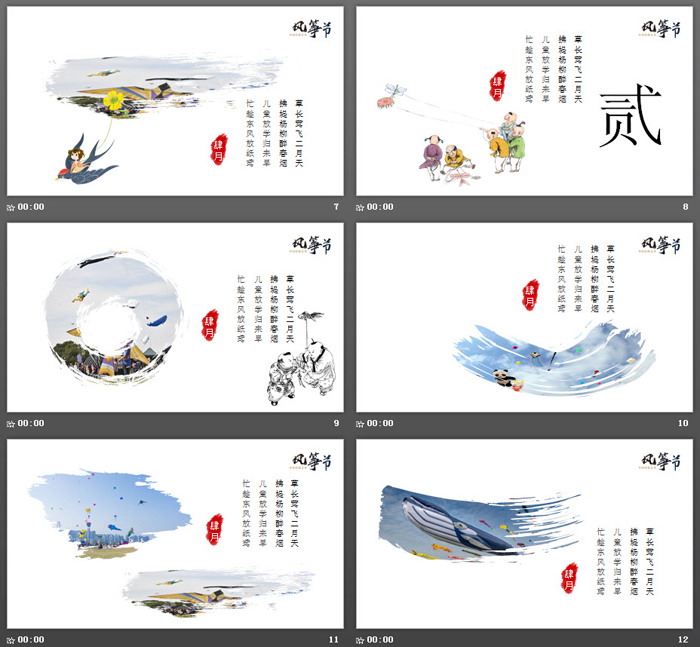 风筝节
草长莺飞二月天
拂堤杨柳醉春烟
儿童放学归来早
忙趁东风放纸鸢
肆月
00:00
7
风筝节
贰
草长莺飞二月天
拂堤杨柳醉春烟
儿童放学归来早
忙趁东风放纸鸢
肆月
00:00
8
风筝节
草长莺飞二月天
拂堤杨柳醉春烟
儿童放学归来早
忙趁东风放纸鸢
肆月
00:00
9
风筝节
草长莺飞二月天
拂堤杨柳醉春烟
儿童放学归来早
忙趁东风放纸鸢
肆月
00:00
10
风筝节
草长莺飞二月天
拂堤杨柳醉春烟
儿童放学归来早
忙趁东风放纸鸢
肆月
00:00
11
风筝节
草长莺飞二月天
拂堤杨柳醉春烟
儿童放学归来早
忙趁东风放纸鸢
肆月
00:00
12